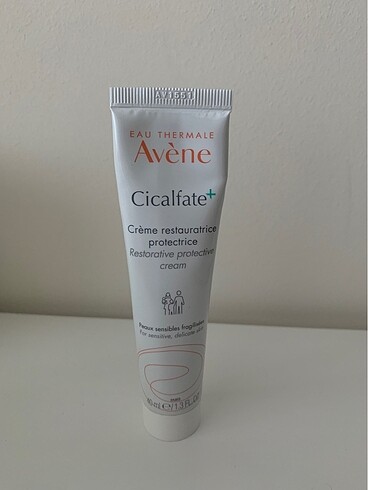 AV1551
EAU THERMALE
Avène
Cicalfate+
Crème restauratrice
protectrice
Restorative protective
cream
Peaux sensibles fragilisées
For sensitive, delicate skin
40 mL e / 1.3 FL.OZ.